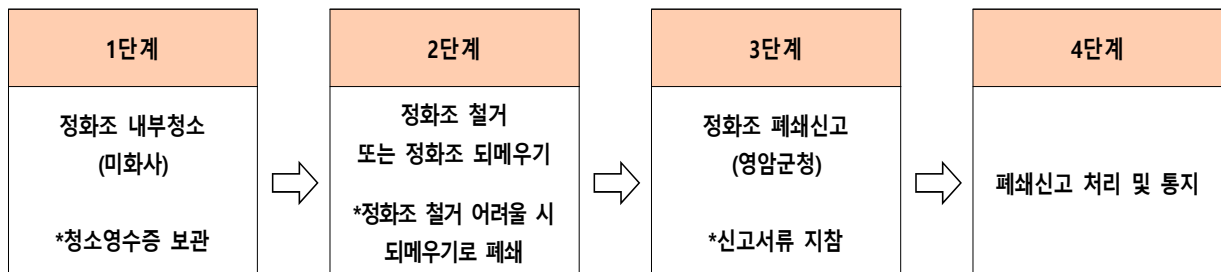 1단계
정화조 내부청소
(미화사)
*청소영수증 보관
2단계
정화조 철거
또는 정화조 되메우기
*정화조 철거 어려울 시
되메우기로 폐쇄
3단계
정화조 폐쇄신고
(영암군청)
*신고서류 지참
4단계
폐쇄신고 처리 및 통지